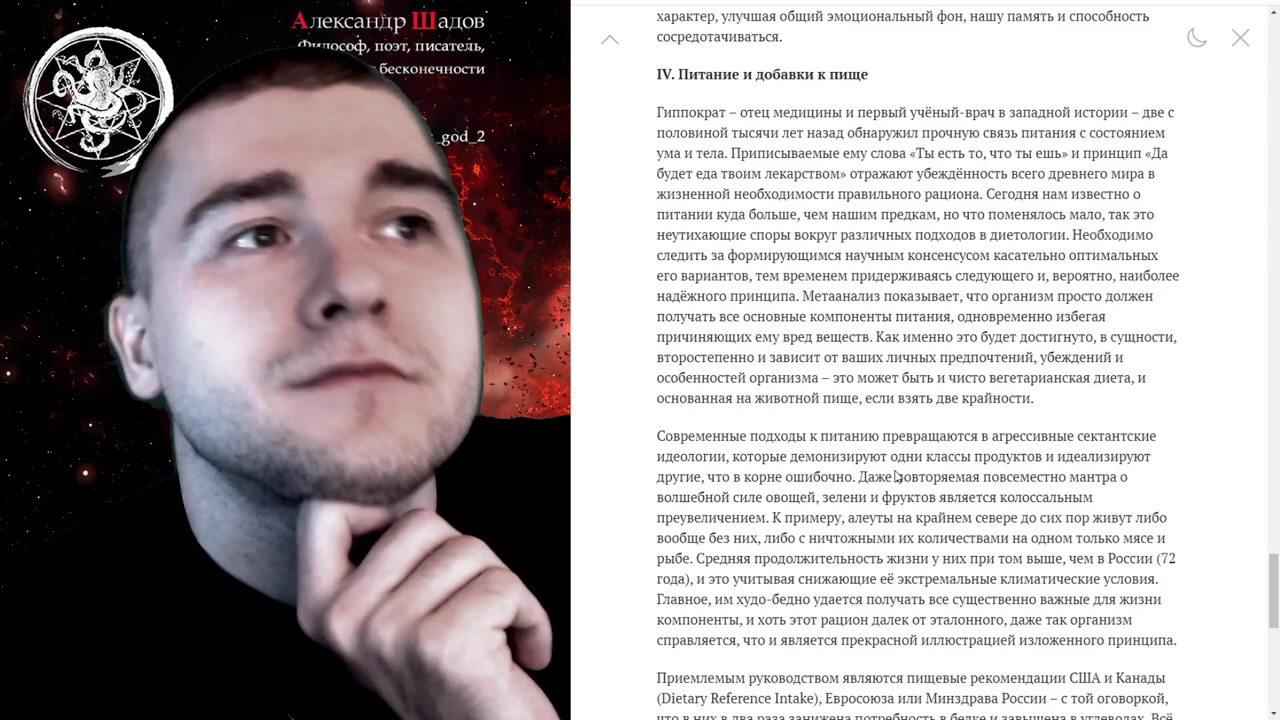 Александр Шадов
Философ, поэт, писатель,
бесконечности
_god_2
характер, улучшая общий эмоциональный фон, нашу память и способность
сосредотачиваться.
IV. Питание и добавки к пище
Гиппократ – отец медицины и первый учёный-врач в западной истории – две с
половиной тысячи лет назад обнаружил прочную связь питания с состоянием
ума и тела. Приписываемые ему слова «Ты есть то, что ты ешь» и принцип «Да
будет еда твоим лекарством» отражают убеждённость всего древнего мира в
жизненной необходимости правильного рациона. Сегодня нам известно о
питании куда больше, чем нашим предкам, но что поменялось мало, так это
неутихающие споры вокруг различных подходов в диетологии. Необходимо
следить за формирующимся научным консенсусом касательно оптимальных
его вариантов, тем временем придерживаясь следующего и, вероятно, наиболее
надёжного принципа. Метаанализ показывает, что организм просто должен
получать все основные компоненты питания, одновременно избегая
причиняющих ему вред веществ. Как именно это будет достигнуто, в сущности,
второстепенно и зависит от ваших личных предпочтений, убеждений и
особенностей организма – это может быть и чисто вегетарианская диета, и
основанная на животной пище, если взять две крайности.
Современные подходы к питанию превращаются в агрессивные сектантские
идеологии, которые демонизируют одни классы продуктов и идеализируют
другие, что в корне ошибочно. Даже повторяемая повсеместно мантра о
волшебной силе овощей, зелени и фруктов является колоссальным
преувеличением. К примеру, алеуты на крайнем севере до сих пор живут либо
вообще без них, либо с ничтожными их количествами на одном только мясе и
рыбе. Средняя продолжительность жизни у них при том выше, чем в России (72
года), и это учитывая снижающие её экстремальные климатические условия.
Главное, им худо-бедно удается получать все существенно важные для жизни
компоненты, и хоть этот рацион далек от эталонного, даже так организм
справляется, что и является прекрасной иллюстрацией изложенного принципа.
Приемлемым руководством являются пищевые рекомендации США и Канады
(Dietary Reference Intake), Евросоюза или Минздрава России – с той оговоркой,
что в них в два раза занижена потребность в белке и завышена в углеводах. Всё